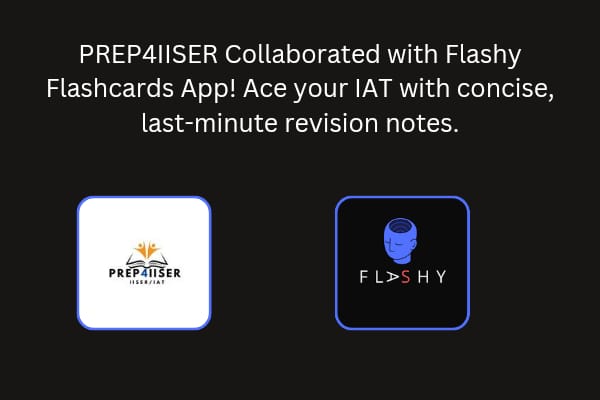 PREP4IISER Collaborated with Flashy
Flashcards App! Ace your IAT with concise,
last-minute revision notes.
PREP4IISER
IISER/IAT
FLASHY